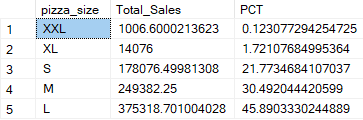 pizza_size Total_Sales PCT
1 XXL 1006.6000213623 0.123077294254725
2 XL 14076 1.72107684995364
3 S 178076.49981308 21.7734684107037
4 M 249382.25 30.492044420599
5 L 375318.701004028 45.8903330244889